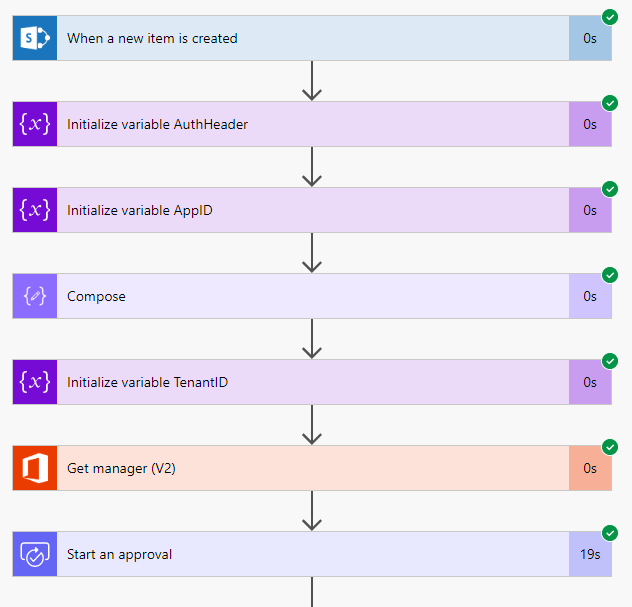 When a new item is created 0s
Initialize variable AuthHeader 0s
Initialize variable AppID 0s
Compose 0s
Initialize variable TenantID 0s
Get manager (V2) 0s
Start an approval 19s